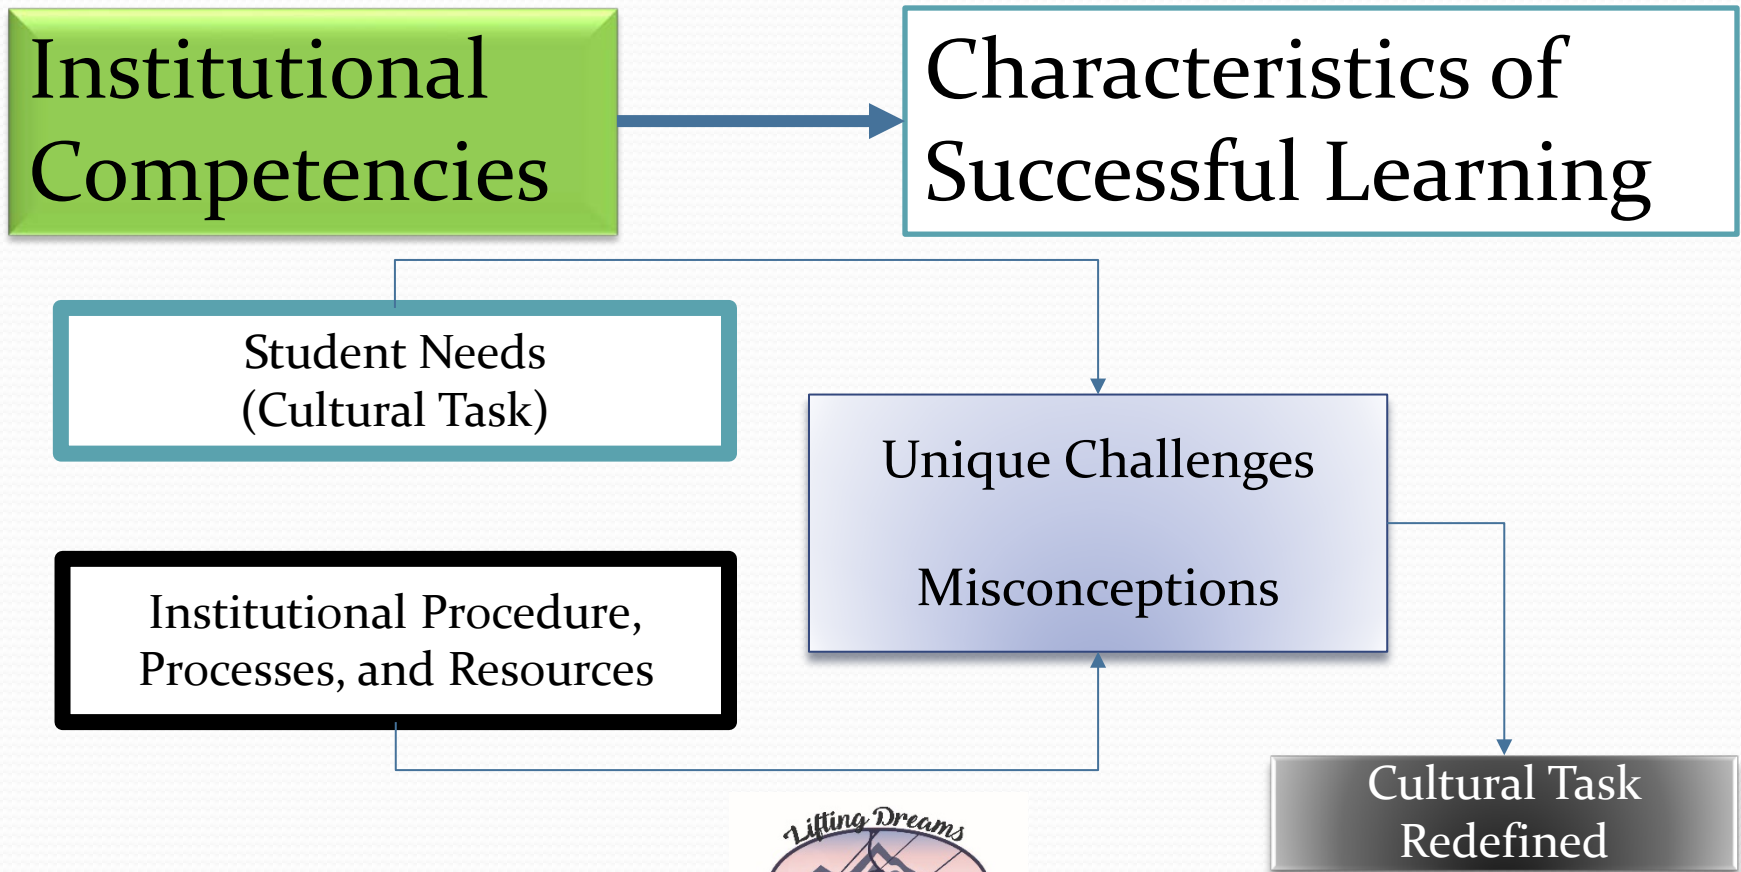 Institutional
Competencies
Characteristics of
Successful Learning
Student Needs
(Cultural Task)
Unique Challenges
Misconceptions
Institutional Procedure,
Processes, and Resources
Cultural Task
Redefined
Lifting Dreams